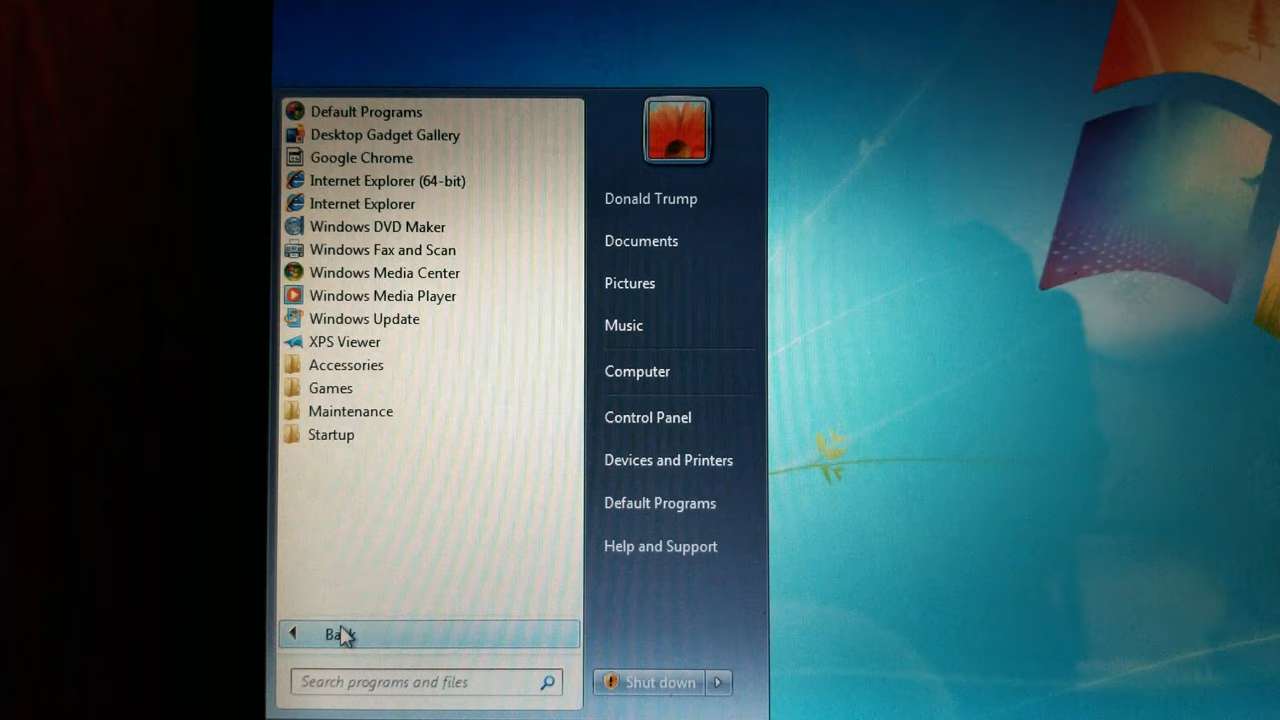 Default Programs
Desktop Gadget Gallery
Google Chrome
Internet Explorer (64-bit)
Internet Explorer
Windows DVD Maker
Windows Fax and Scan
Windows Media Center
Windows Media Player
Windows Update
XPS Viewer
Accessories
Games
Maintenance
Startup
Back
Search programs and files
Donald Trump
Documents
Pictures
Music
Computer
Control Panel
Devices and Printers
Default Programs
Help and Support
Shut down